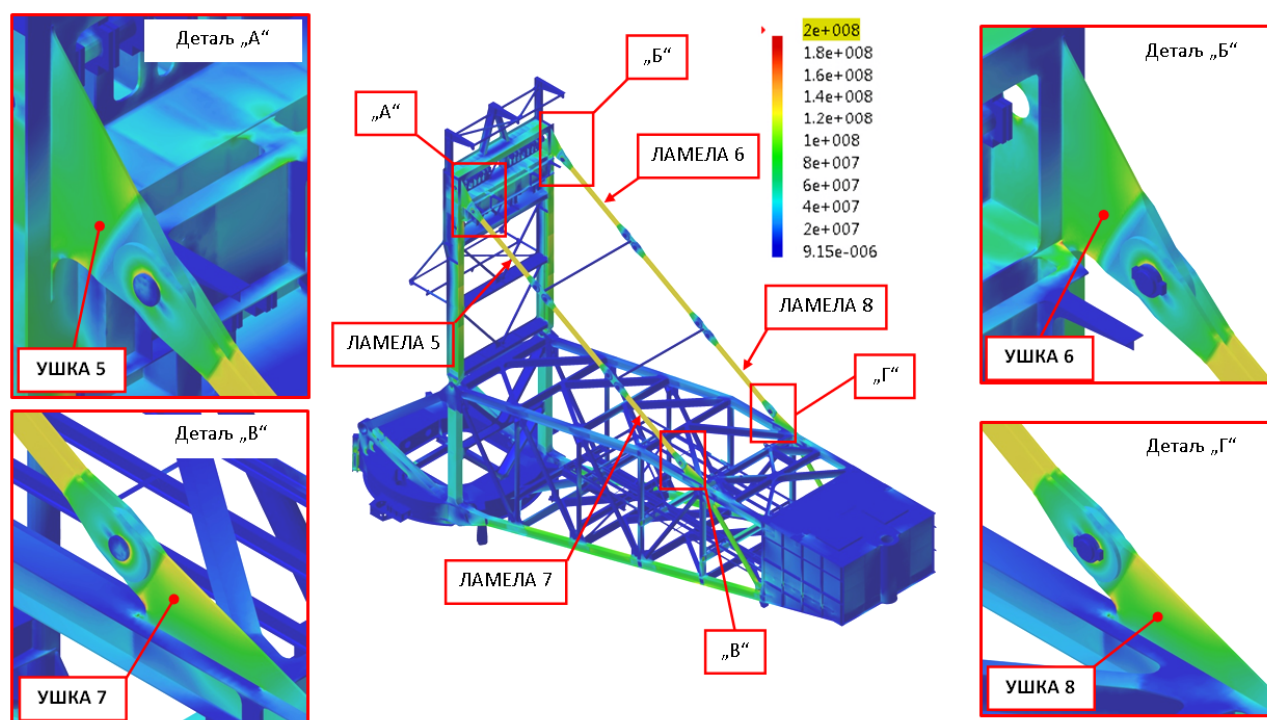 Детаљ „А“
УШКА 5
Детаљ „В“
УШКА 7
„А“
„Б“
ЛАМЕЛА 6
ЛАМЕЛА 5
ЛАМЕЛА 8
„Г“
ЛАМЕЛА 7
„В“
2e+008
1.8e+008
1.6e+008
1.4e+008
1.2e+008
1e+008
8e+007
6e+007
4e+007
2e+007
9.15e-006
Детаљ „Б“
УШКА 6
Детаљ „Г“
УШКА 8